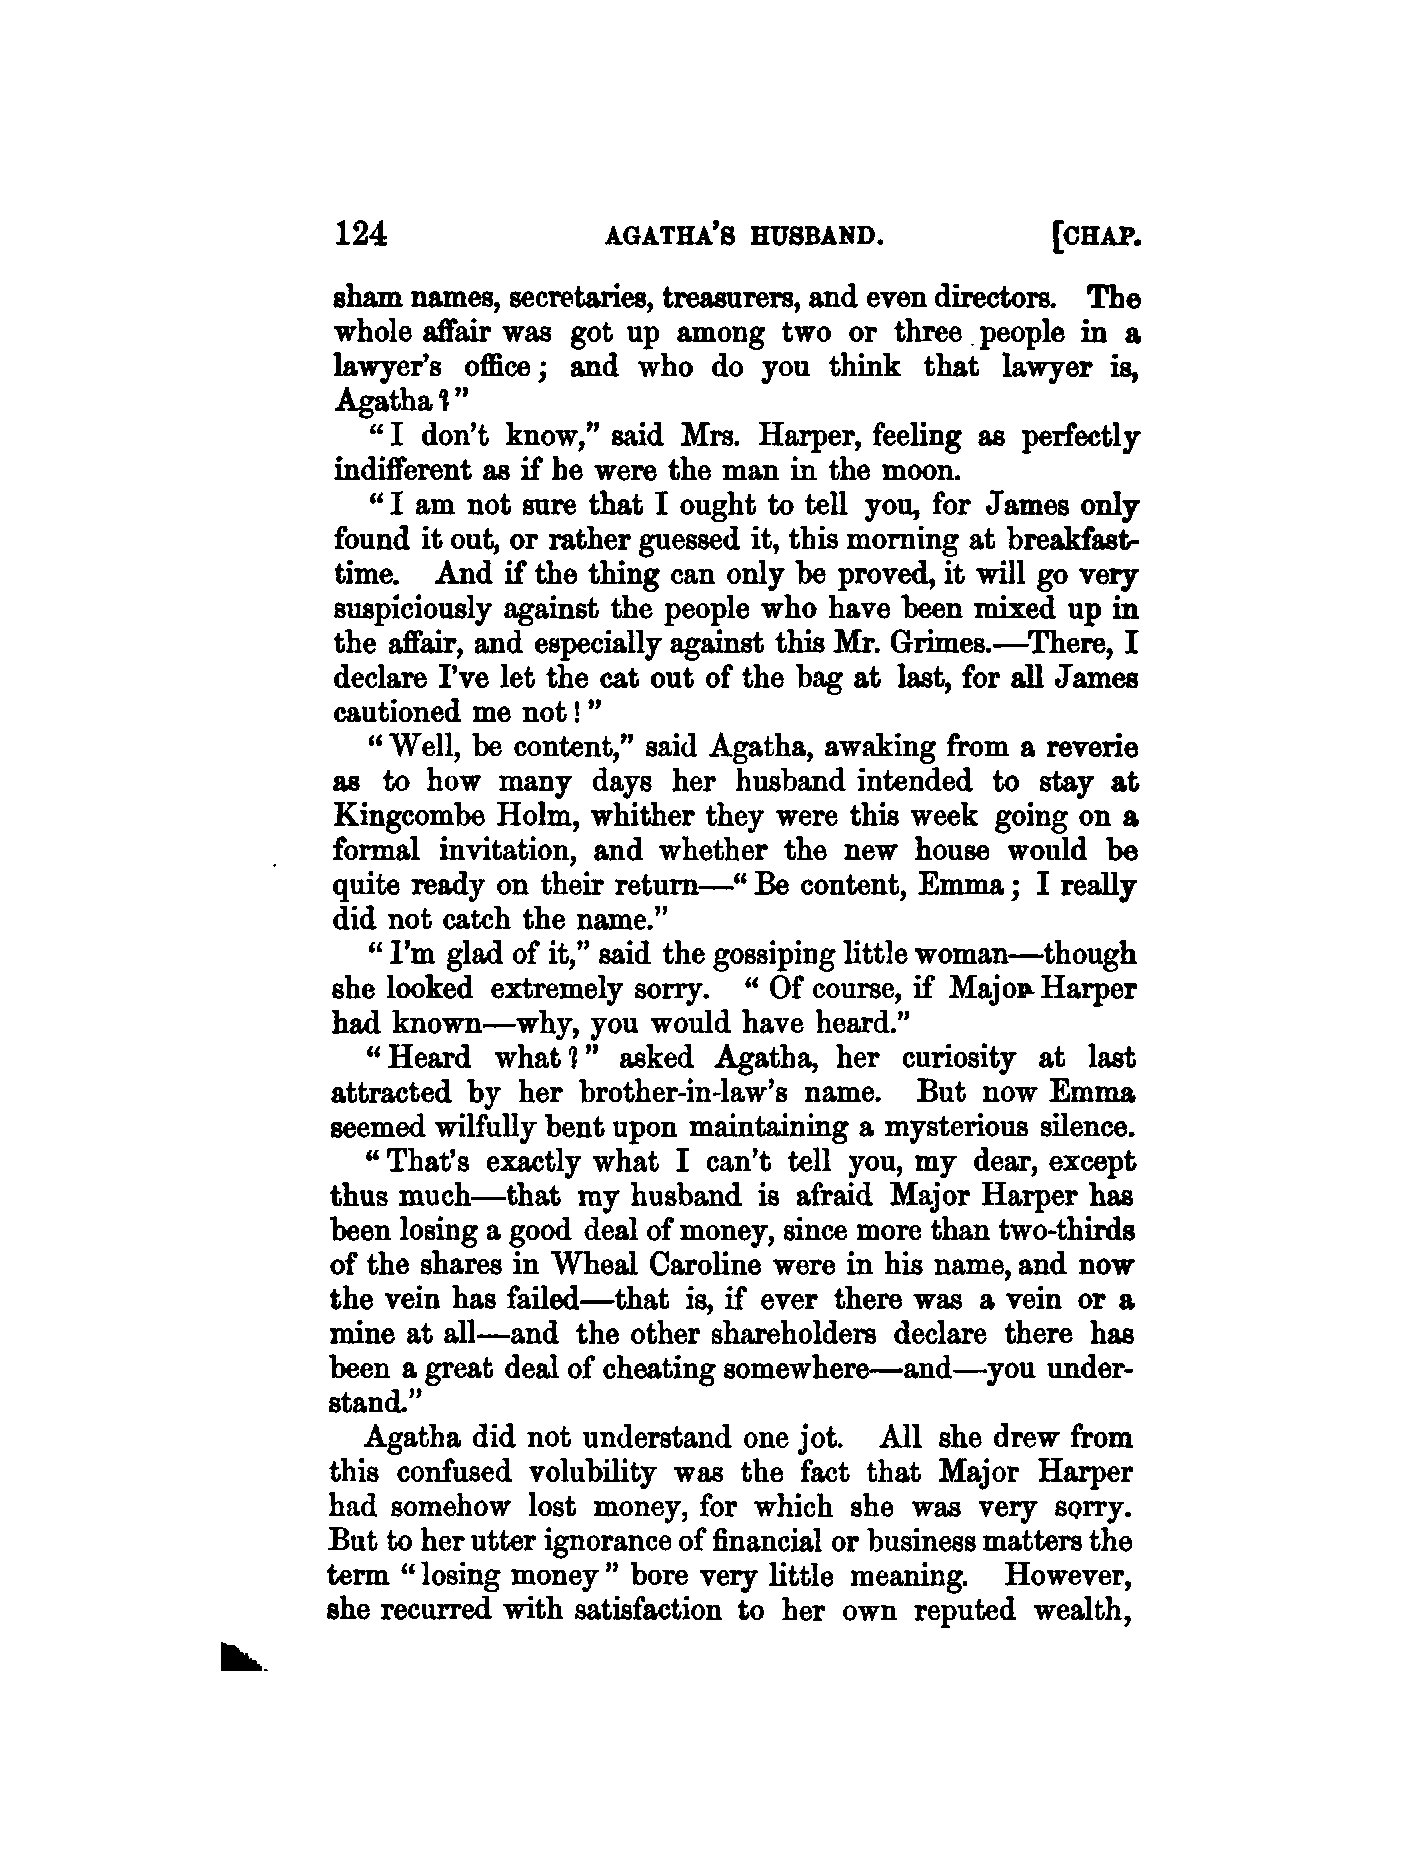 124 AGATHA'S HUSBAND. [CHAP.
sham names, secretaries, treasurers, and even directors. The
whole affair was got up among two or three people in a
lawyer's office; and who do you think that lawyer is,
Agatha?"
"I don't know," said Mrs. Harper, feeling as perfectly
indifferent as if he were the man in the moon.
"I am not sure that I ought to tell you, for James only
found it out, or rather guessed it, this morning at breakfast-
time. And if the thing can only be proved, it will go very
suspiciously against the people who have been mixed up in
the affair, and especially against this Mr. Grimes.—There, I
declare I've let the cat out of the bag at last, for all James
cautioned me not!"
"Well, be content," said Agatha, awaking from a reverie
as to how many days her husband intended to stay at
Kingcombe Holm, whither they were this week going on a
formal invitation, and whether the new house would be
quite ready on their return—"Be content, Emma; I really
did not catch the name."
"I'm glad of it," said the gossiping little woman—though
she looked extremely sorry. "Of course, if Major Harper
had known—why, you would have heard."
"Heard what?" asked Agatha, her curiosity at last
attracted by her brother-in-law's name. But now Emma
seemed wilfully bent upon maintaining a mysterious silence.
"That's exactly what I can't tell you, my dear, except
thus much—that my husband is afraid Major Harper has
been losing a good deal of money, since more than two-thirds
of the shares in Wheal Caroline were in his name, and now
the vein has failed—that is, if ever there was a vein or a
mine at all—and the other shareholders declare there has
been a great deal of cheating somewhere—and—you under-
stand."
Agatha did not understand one jot. All she drew from
this confused volubility was the fact that Major Harper
had somehow lost money, for which she was very sorry.
But to her utter ignorance of financial or business matters the
term "losing money" bore very little meaning. However,
she recurred with satisfaction to her own reputed wealth,